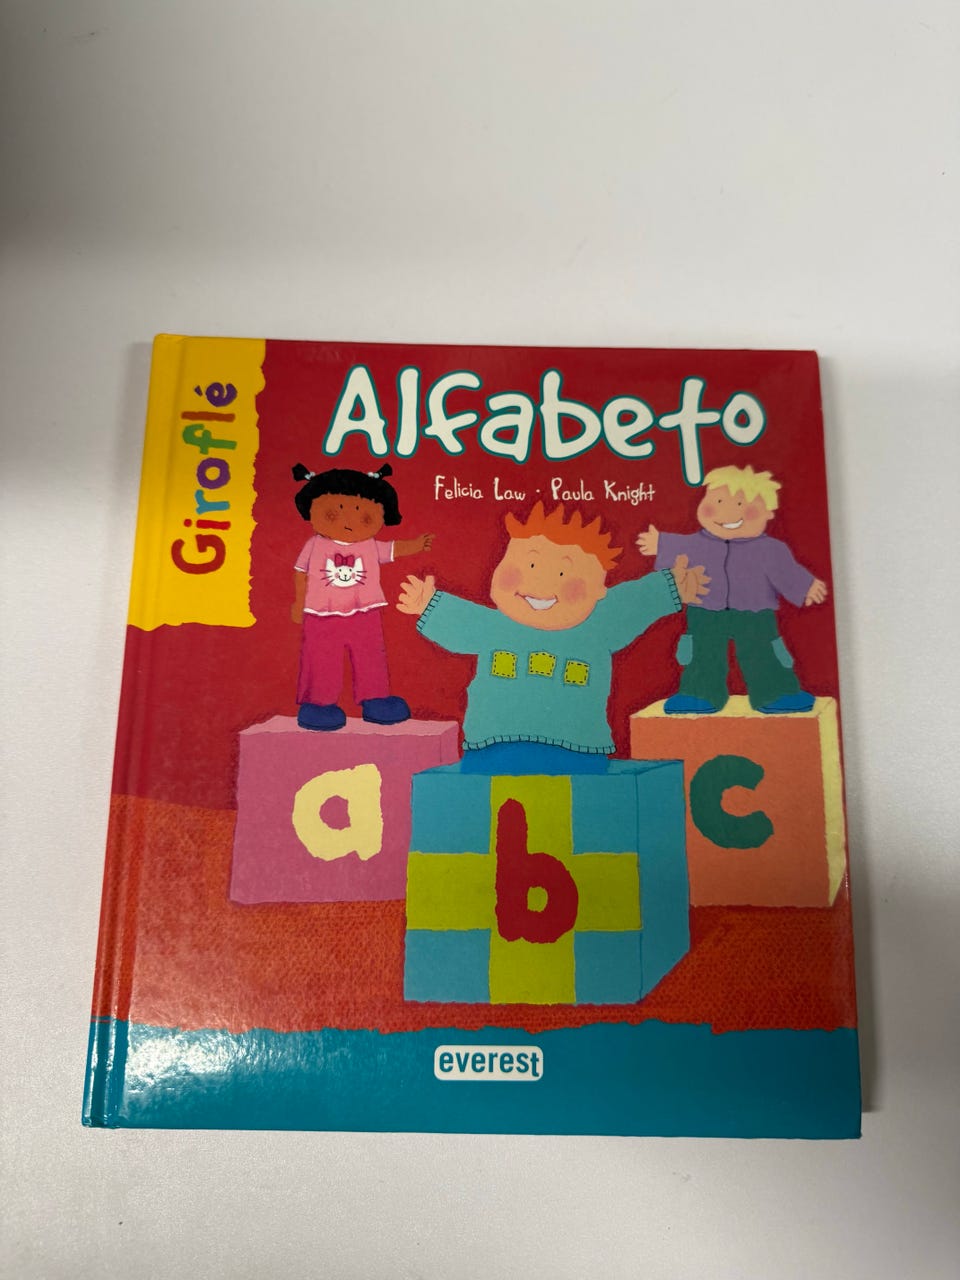 Giroflé
Alfabeto
Felicia Law · Paula Knight
a
b
c
everest